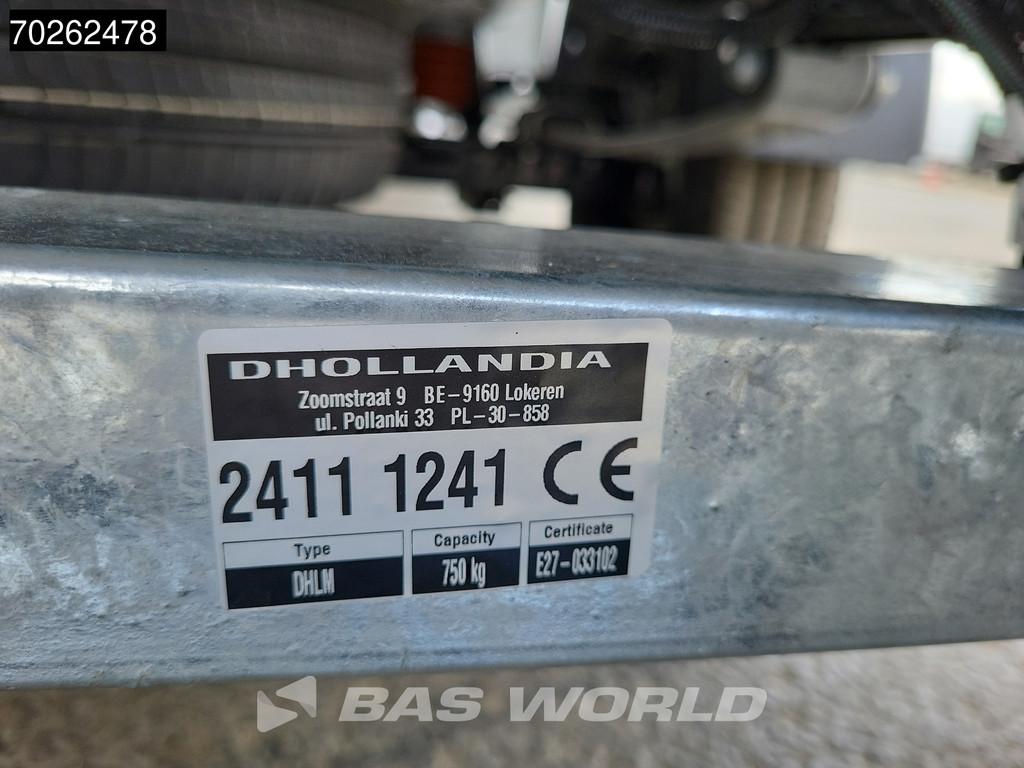 70262478
DHOLLANDIA
Zoomstraat 9 BE-9160 Lokeren
ul. Pollanki 33 PL-30-858
2411 1241 CE
Type Capacity Certificate
DHLM 750 kg E27-033102
BAS WORLD